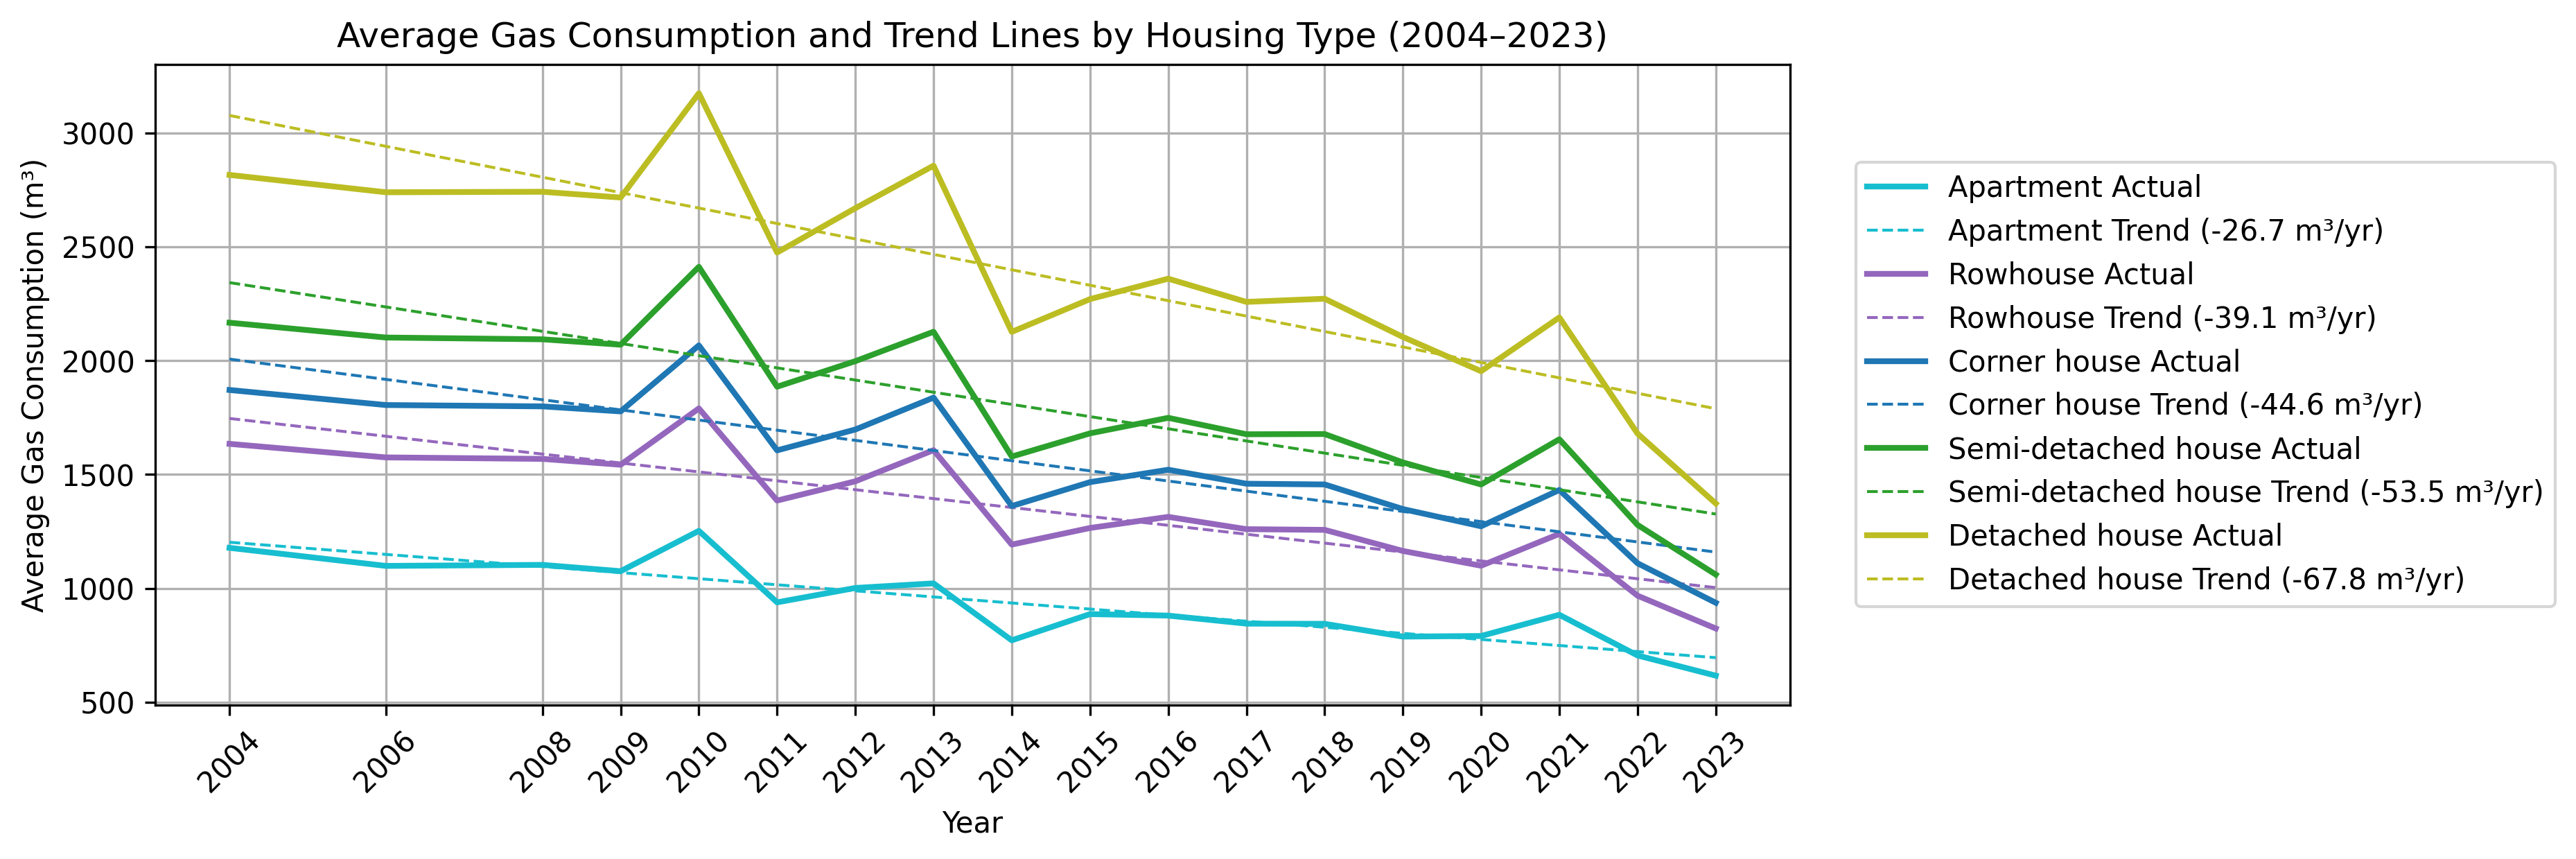 Average Gas Consumption and Trend Lines by Housing Type (2004–2023)
Average Gas Consumption (m³)
3000
2500
2000
1500
1000
500
2004
2006
2008
2009
2010
2011
2012
2013
2014
2015
2016
2017
2018
2019
2020
2021
2022
2023
Year
Apartment Actual
Apartment Trend (-26.7 m³/yr)
Rowhouse Actual
Rowhouse Trend (-39.1 m³/yr)
Corner house Actual
Corner house Trend (-44.6 m³/yr)
Semi-detached house Actual
Semi-detached house Trend (-53.5 m³/yr)
Detached house Actual
Detached house Trend (-67.8 m³/yr)